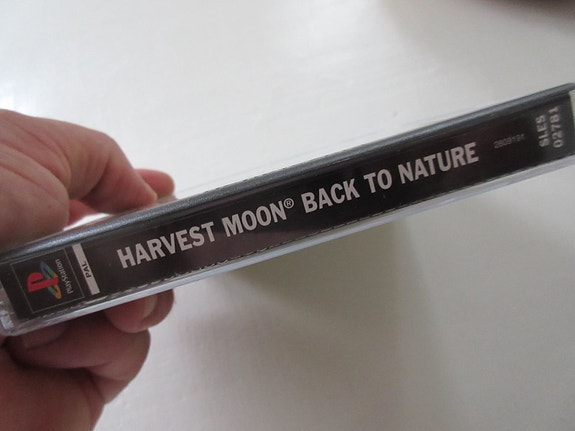 PlayStation
PAL
HARVEST MOON® BACK TO NATURE
SLES
02781